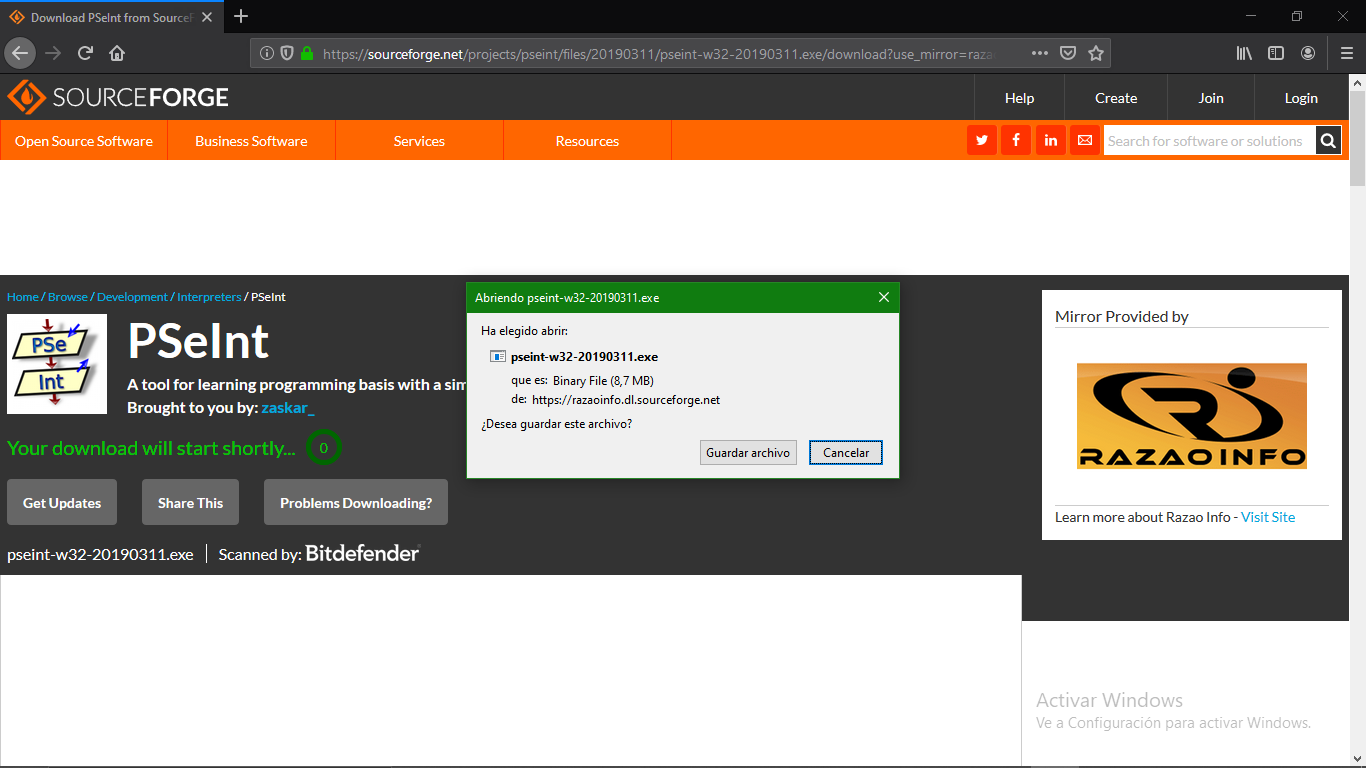 Download PSeInt from SourceF
https://sourceforge.net/projects/pseint/files/20190311/pseint-w32-20190311.exe/download?use_mirror=raza
SOURCEFORGE
Help
Create
Join
Login
Open Source Software
Business Software
Services
Resources
Search for software or solutions
Home / Browse / Development / Interpreters / PSeInt
PSe
Int
PSeInt
A tool for learning programming basis with a sim
Brought to you by: zaskar_
Your download will start shortly... 0
Get Updates
Share This
Problems Downloading?
pseint-w32-20190311.exe
Scanned by: Bitdefender
Abriendo pseint-w32-20190311.exe
Ha elegido abrir:
pseint-w32-20190311.exe
que es: Binary File (8,7 MB)
de: https://razaoinfo.dl.sourceforge.net
¿Desea guardar este archivo?
Guardar archivo
Cancelar
Mirror Provided by
RAZAOINFO
Learn more about Razao Info - Visit Site
Activar Windows
Ve a Configuración para activar Windows.